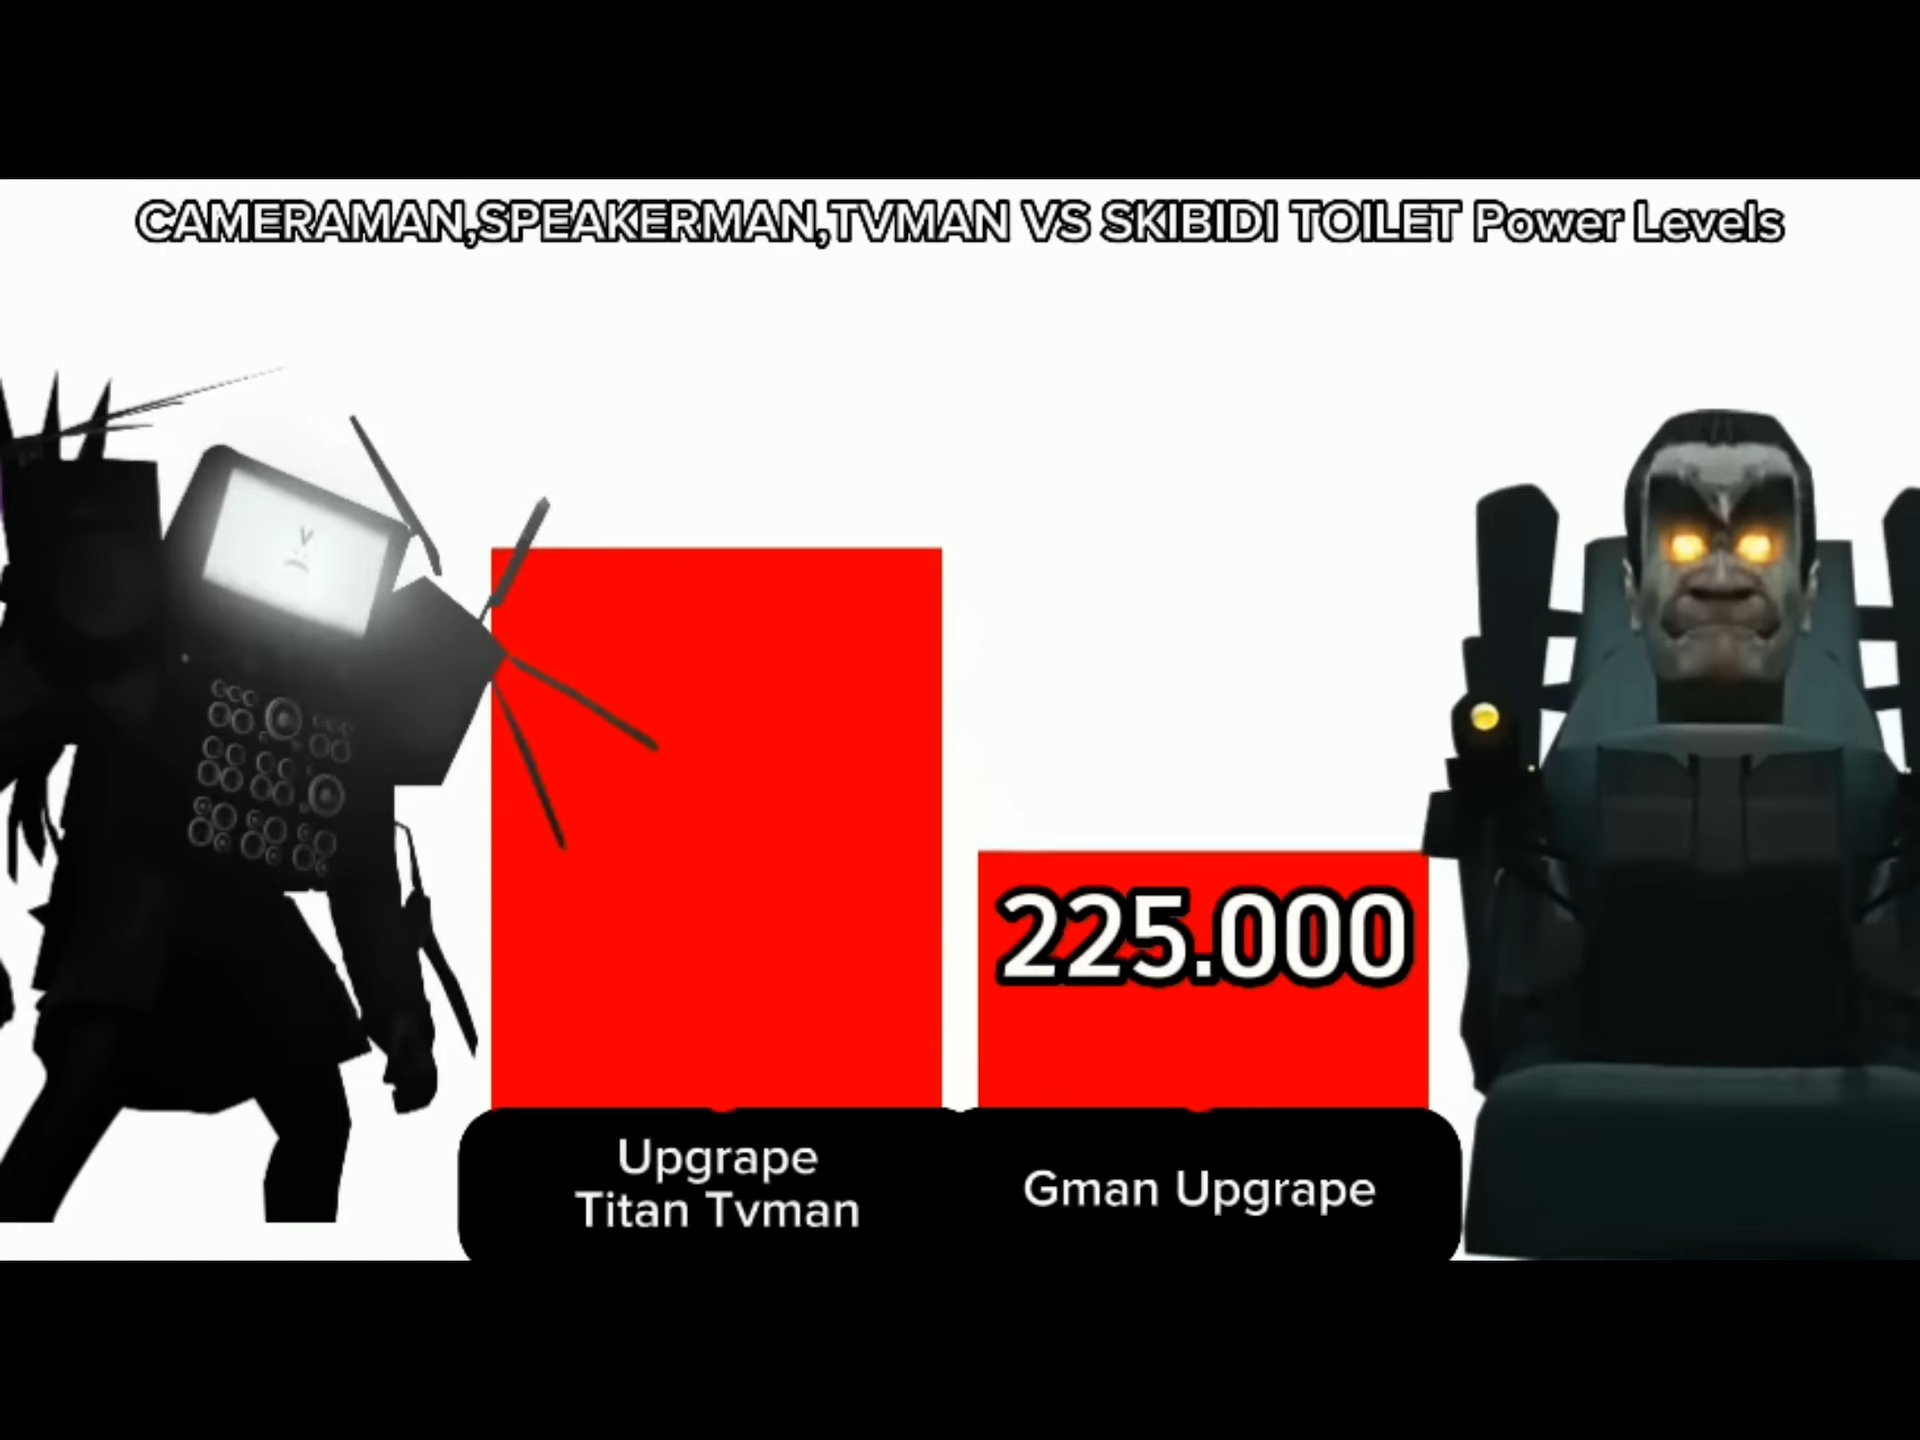 CAMERAMAN,SPEAKERMAN,TVMAN VS SKIBIDI TOILET Power Levels
225.000
Upgrape
Titan Tvman
Gman Upgrape